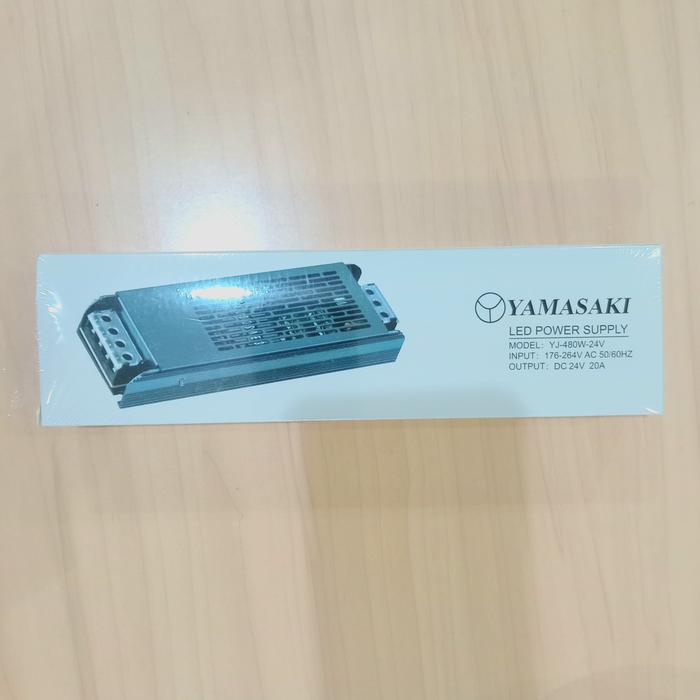 YAMASAKI
LED POWER SUPPLY
MODEL: YJ-480W-24V
INPUT: 176-264V AC 50/60HZ
OUTPUT: DC 24V 20A